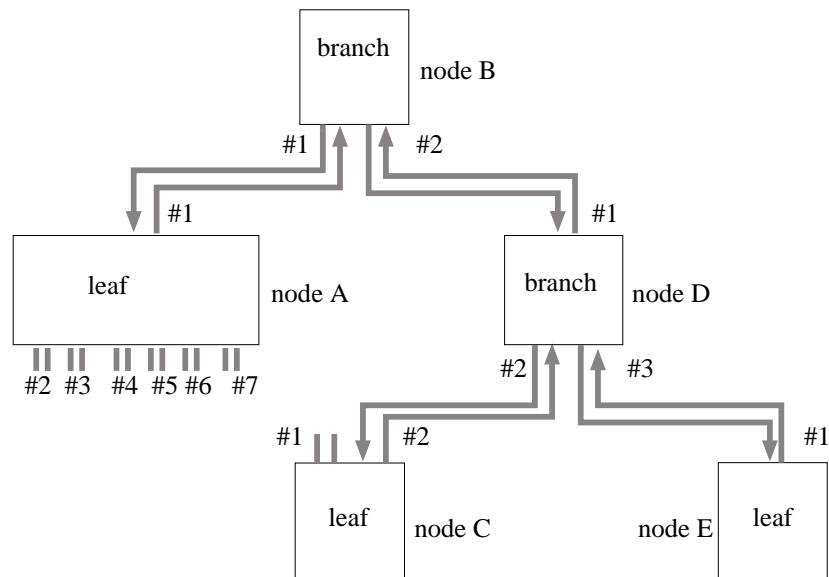 branch
node B
#1
#2
#1
#1
leaf
node A
branch
node D
#2 #3 #4 #5 #6 #7
#2
#3
#1
#2
#1
leaf
node C
node E
leaf